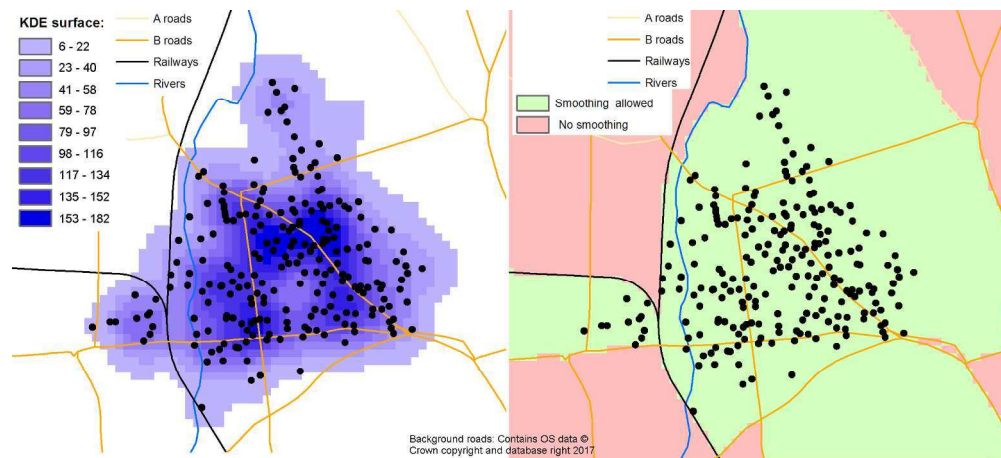 KDE surface:
6 - 22
23 - 40
41 - 58
59 - 78
79 - 97
98 - 116
117 - 134
135 - 152
153 - 182
A roads
B roads
Railways
Rivers
A roads
B roads
Railways
Rivers
Smoothing allowed
No smoothing
Background roads: Contains OS data ©
Crown copyright and database right 2017